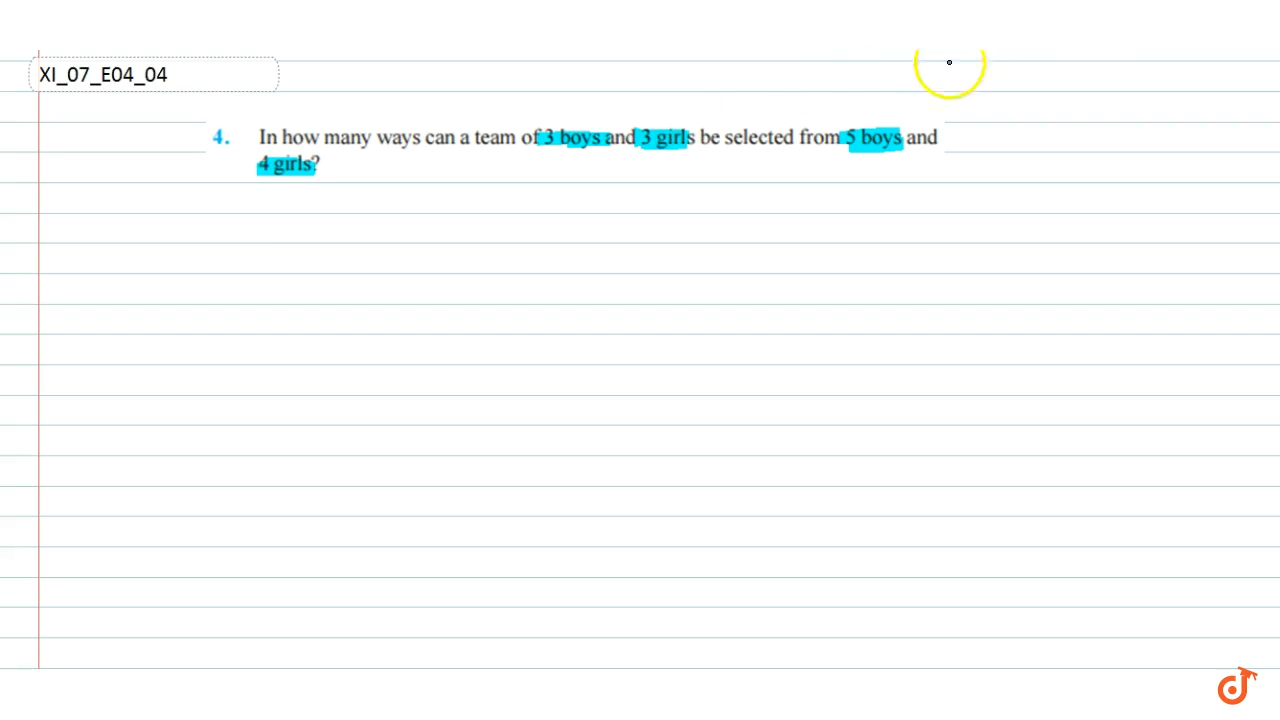 XI_07_E04_04
4. In how many ways can a team of 3 boys and 3 girls be selected from 5 boys and
4 girls?